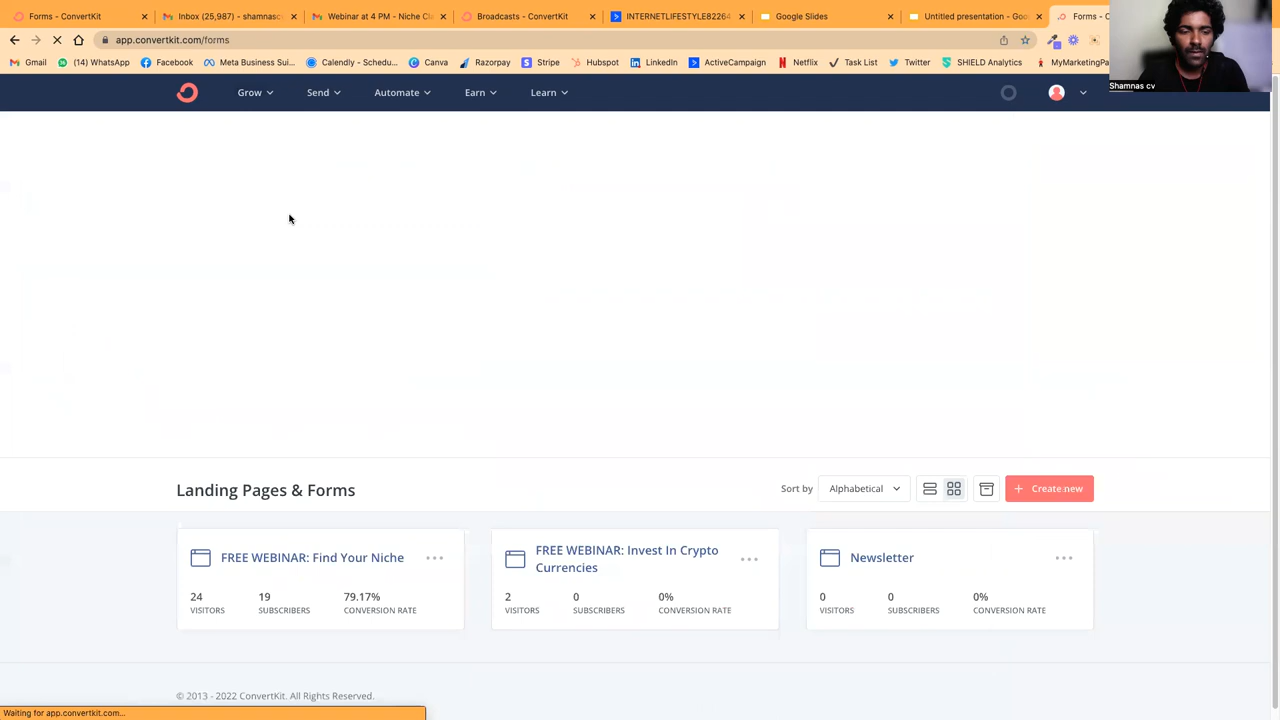 Forms - ConvertKit
Inbox (25,987) - shamnasc
Webinar at 4 PM - Niche Cla
Broadcasts - ConvertKit
INTERNETLIFESTYLE82264
Google Slides
Untitled presentation - Goo
Forms - C
app.convertkit.com/forms
Gmail
(14) WhatsApp
Facebook
Meta Business Sui...
Calendly - Schedu...
Canva
Razorpay
Stripe
Hubspot
LinkedIn
ActiveCampaign
Netflix
Task List
Twitter
SHIELD Analytics
MyMarketingPa
Shamnas cv
Grow
Send
Automate
Earn
Learn
Landing Pages & Forms
Sort by
Alphabetical
+ Create new
FREE WEBINAR: Find Your Niche
24
19
79.17%
VISITORS
SUBSCRIBERS
CONVERSION RATE
FREE WEBINAR: Invest In Crypto
Currencies
2
0
0%
VISITORS
SUBSCRIBERS
CONVERSION RATE
Newsletter
0
0
0%
VISITORS
SUBSCRIBERS
CONVERSION RATE
© 2013 - 2022 ConvertKit. All Rights Reserved.
Waiting for app.convertkit.com...